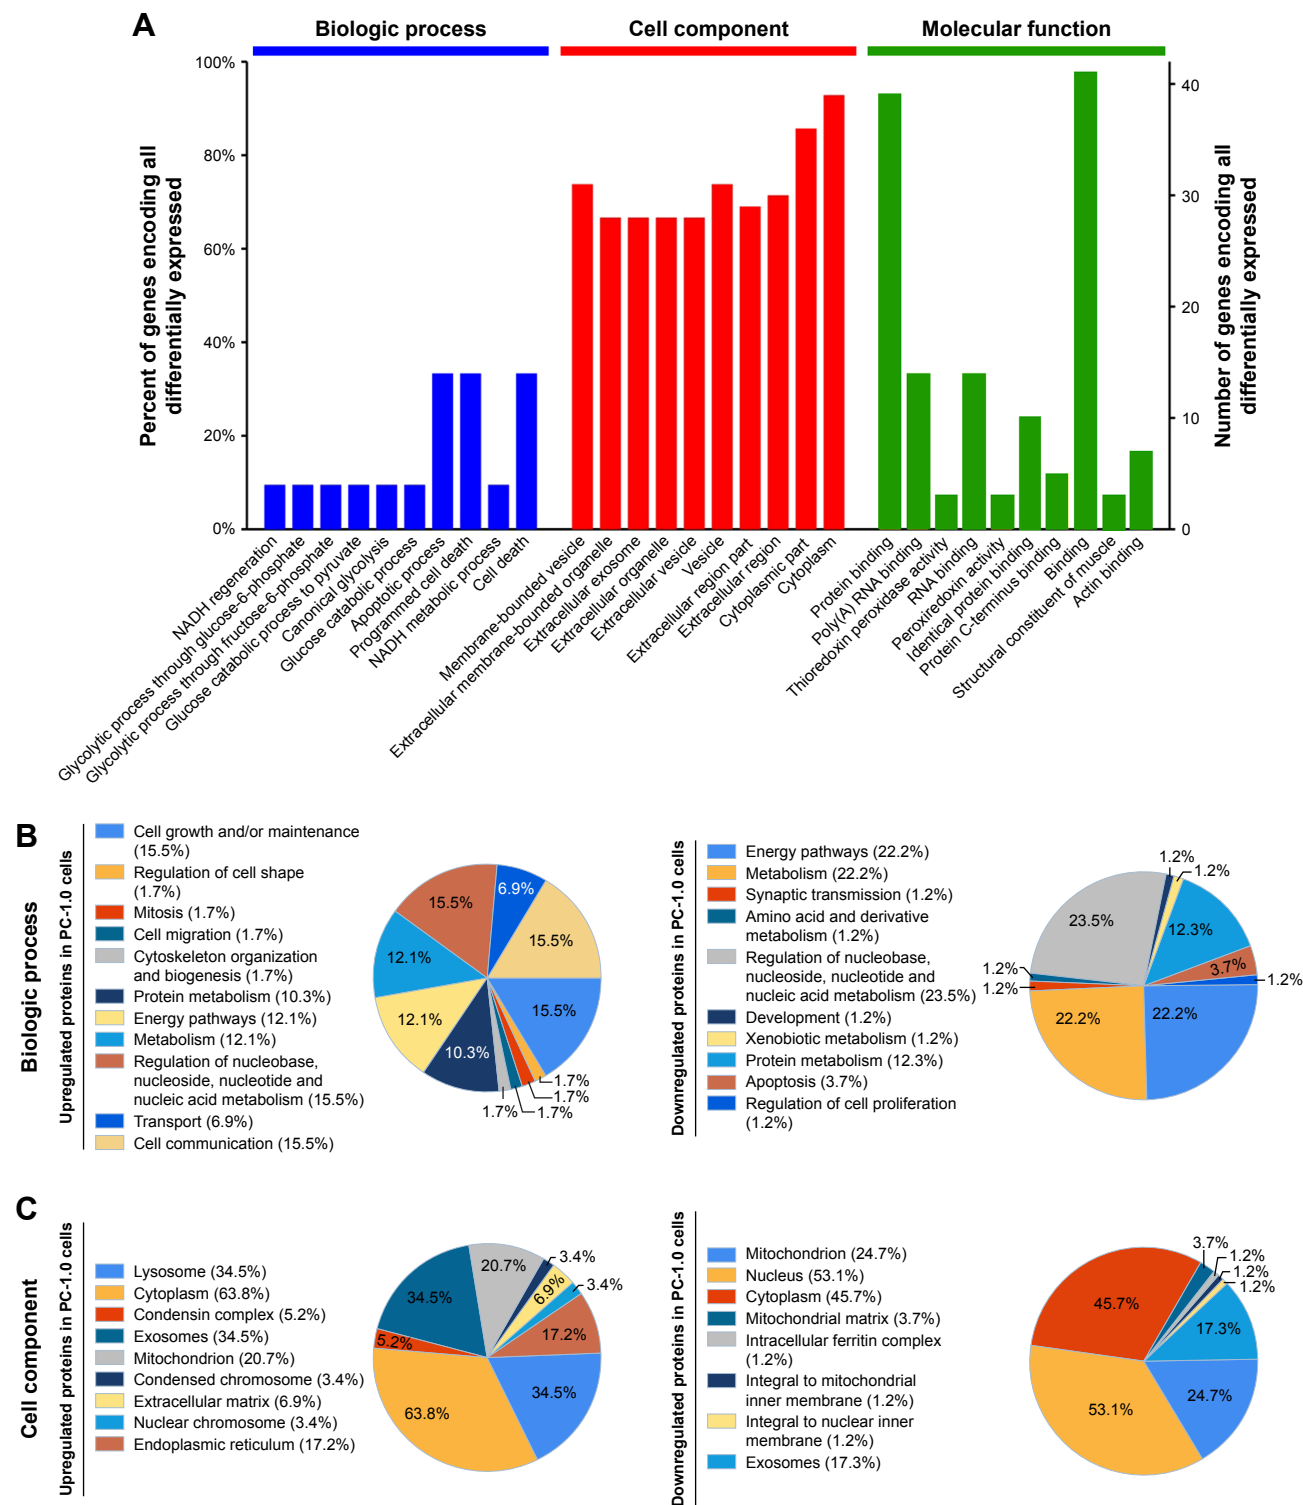 A
Biologic process
Cell component
Molecular function
Percent of genes encoding all
differentially expressed
100%
80%
60%
40%
20%
0%
Number of genes encoding all
differentially expressed
40
30
20
10
0
NADH regeneration
Glycolytic process through glucose-6-phosphate
Glycolytic process through fructose-6-phosphate
Glucose catabolic process to pyruvate
Canonical glycolysis
Glucose catabolic process
Apoptotic process
Programmed cell death
NADH metabolic process
Cell death
Membrane-bounded vesicle
Extracellular membrane-bounded organelle
Extracellular exosome
Extracellular organelle
Extracellular vesicle
Vesicle
Extracellular region part
Extracellular region
Cytoplasmic part
Cytoplasm
Protein binding
Poly(A) RNA binding
Thioredoxin peroxidase activity
RNA binding
Peroxiredoxin activity
Identical protein binding
Protein C-terminus binding
Binding
Structural constituent of muscle
Actin binding
B
Biologic process
Upregulated proteins in PC-1.0 cells
Cell growth and/or maintenance
(15.5%)
Regulation of cell shape
(1.7%)
Mitosis (1.7%)
Cell migration (1.7%)
Cytoskeleton organization
and biogenesis (1.7%)
Protein metabolism (10.3%)
Energy pathways (12.1%)
Metabolism (12.1%)
Regulation of nucleobase,
nucleoside, nucleotide and
nucleic acid metabolism (15.5%)
Transport (6.9%)
Cell communication (15.5%)
6.9%
15.5%
15.5%
12.1%
15.5%
12.1%
10.3%
1.7%
1.7%
1.7%
1.7%
Downregulated proteins in PC-1.0 cells
Energy pathways (22.2%)
Metabolism (22.2%)
Synaptic transmission (1.2%)
Amino acid and derivative
metabolism (1.2%)
Regulation of nucleobase,
nucleoside, nucleotide and
nucleic acid metabolism (23.5%)
Development (1.2%)
Xenobiotic metabolism (1.2%)
Protein metabolism (12.3%)
Apoptosis (3.7%)
Regulation of cell proliferation
(1.2%)
1.2%
1.2%
23.5%
12.3%
3.7%
1.2%
1.2%
1.2%
22.2%
22.2%
C
Cell component
Upregulated proteins in PC-1.0 cells
Lysosome (34.5%)
Cytoplasm (63.8%)
Condensin complex (5.2%)
Exosomes (34.5%)
Mitochondrion (20.7%)
Condensed chromosome (3.4%)
Extracellular matrix (6.9%)
Nuclear chromosome (3.4%)
Endoplasmic reticulum (17.2%)
20.7%
3.4%
6.9%
3.4%
34.5%
17.2%
5.2%
34.5%
63.8%
Downregulated proteins in PC-1.0 cells
Mitochondrion (24.7%)
Nucleus (53.1%)
Cytoplasm (45.7%)
Mitochondrial matrix (3.7%)
Intracellular ferritin complex
(1.2%)
Integral to mitochondrial
inner membrane (1.2%)
Integral to nuclear inner
membrane (1.2%)
Exosomes (17.3%)
3.7%
1.2%
1.2%
1.2%
45.7%
17.3%
24.7%
53.1%